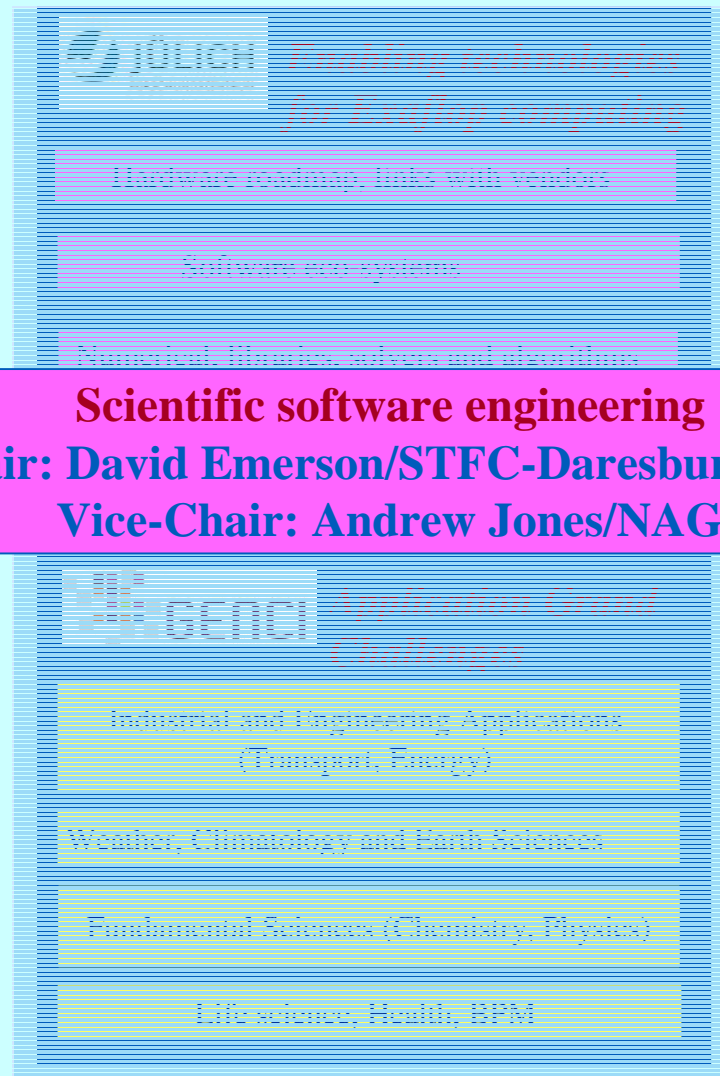 JÜLICH
Enabling technologies
for Exaflop computing
Hardware roadmap, links with vendors
Software eco-systems
Numerical libraries, solvers and algorithms
Scientific software engineering
air: David Emerson/STFC-Daresbur
Vice-Chair: Andrew Jones/NAG
GENCI
Application Grand
Challenges
Industrial and Engineering Applications
(Transport, Energy)
Weather, Climatology and Earth Sciences
Fundamental Sciences (Chemistry, Physics)
Life science, Health, BPM